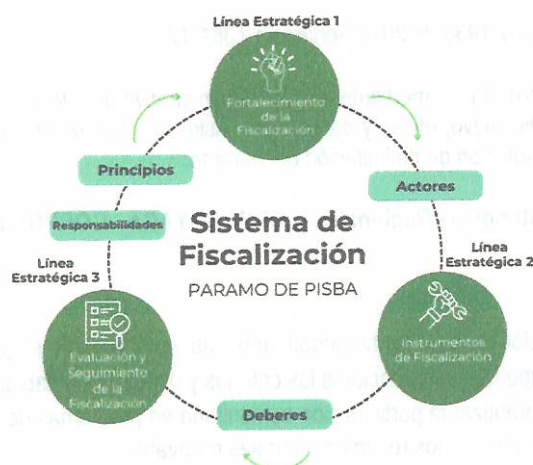 Línea Estratégica 1
Fortalecimiento
de la
Fiscalización
Principios
Actores
Responsabilidades
Sistema de
Fiscalización
PARAMO DE PISBA
Línea
Estratégica 3
Línea
Estratégica 2
Evaluación y
Seguimiento
de la
Fiscalización
Instrumentos
de Fiscalización
Deberes